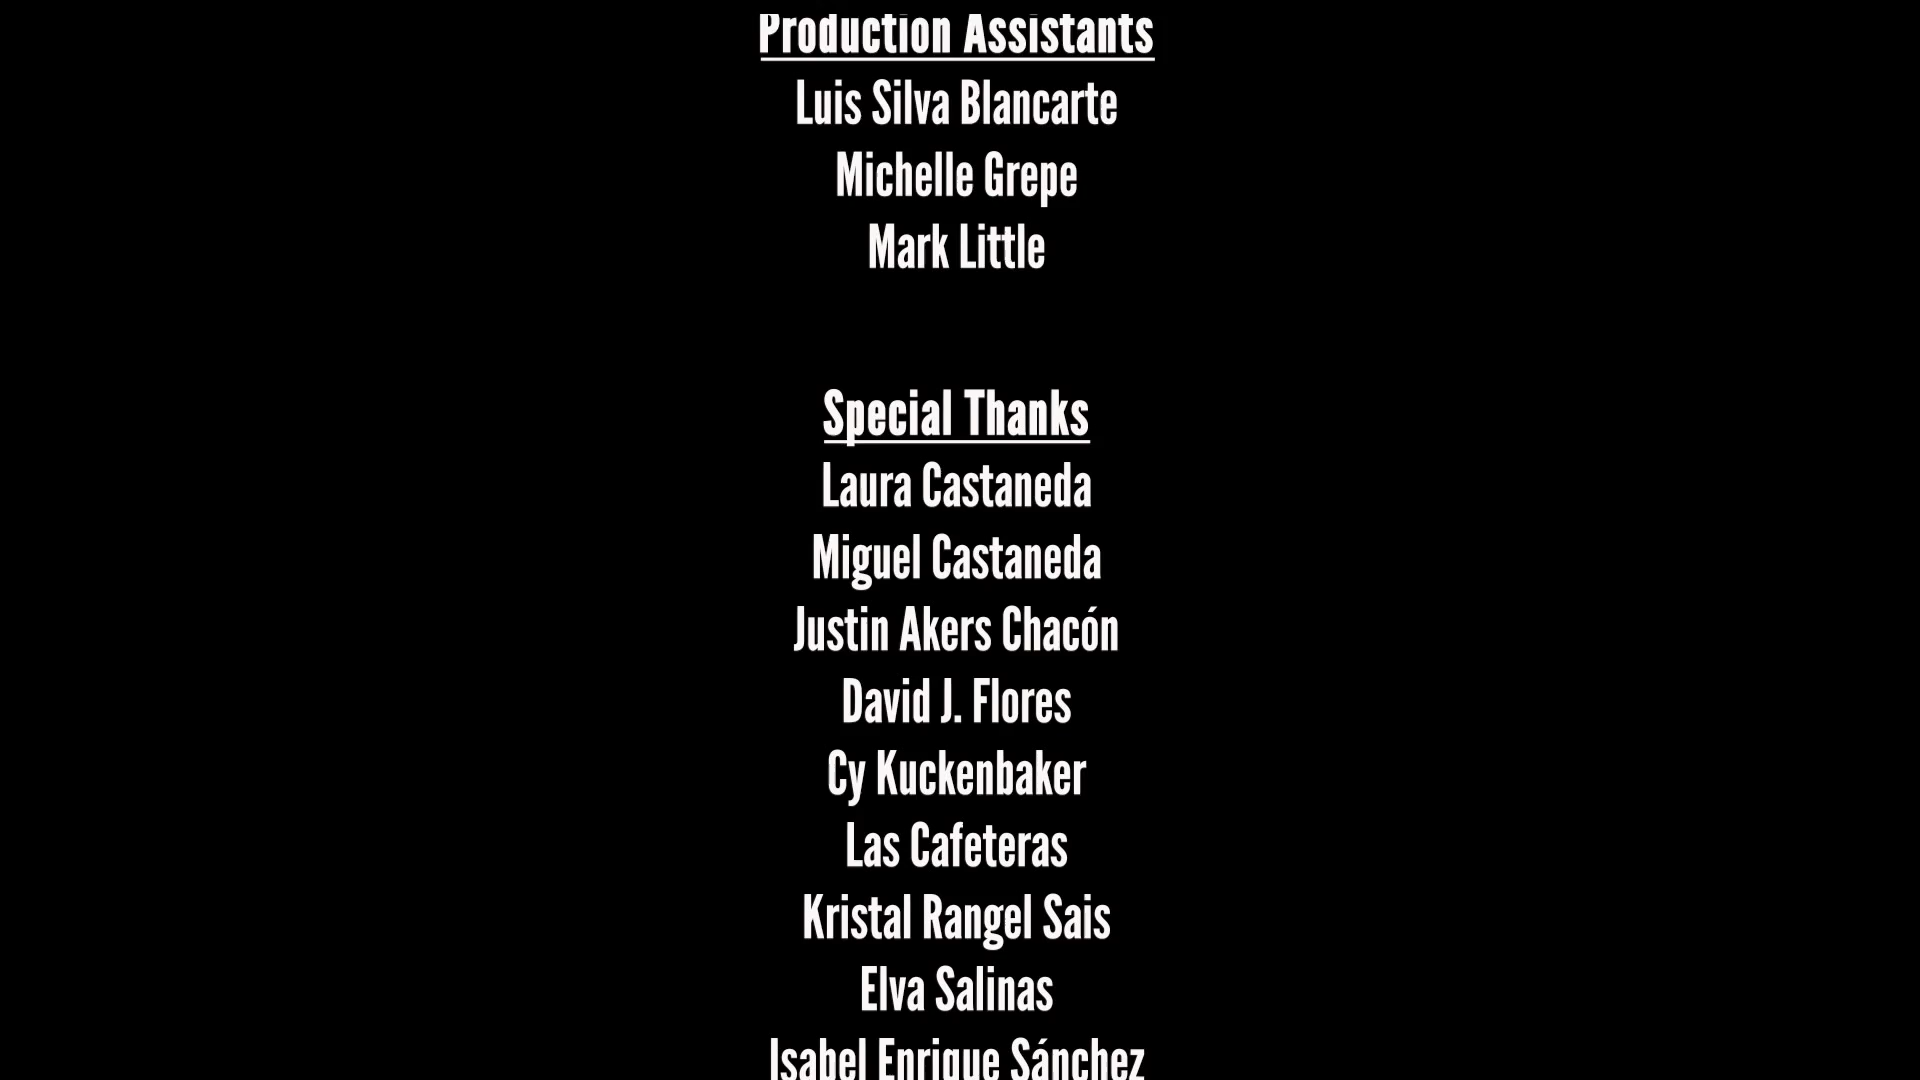 Production Assistants
Luis Silva Blancarte
Michelle Grepe
Mark Little
Special Thanks
Laura Castaneda
Miguel Castaneda
Justin Akers Chacón
David J. Flores
Cy Kuckenbaker
Las Cafeteras
Kristal Rangel Sais
Elva Salinas
Isabel Enrique Sánchez